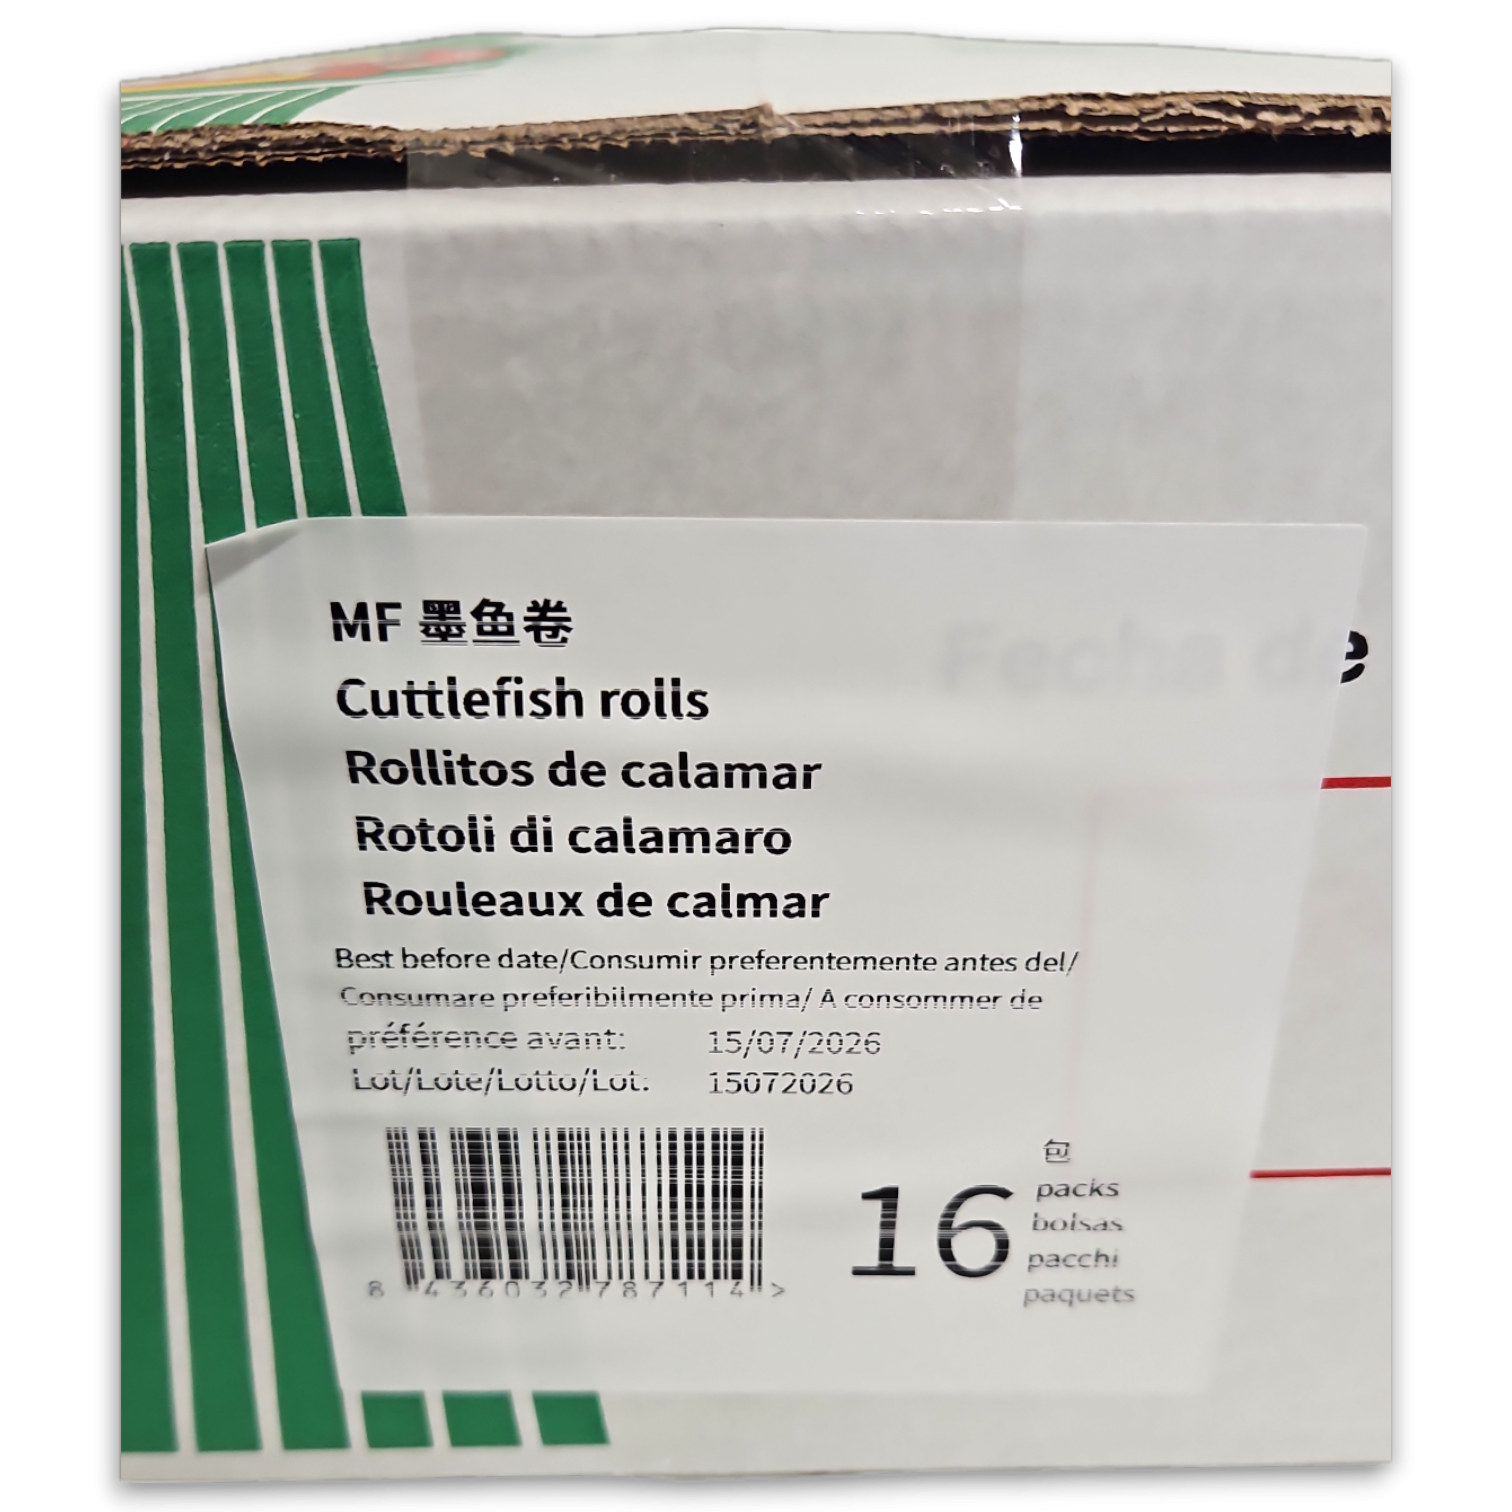 MF 墨鱼卷
Fecha de
Cuttlefish rolls
Rollitos de calamar
Rotoli di calamaro
Rouleaux de calmar
Best before date/Consumir preferentemente antes del/
Consumare preferibilmente prima/ A consommer de
préférence avant: 15/07/2026
Lot/Lote/Lotto/Lot: 15072026
8 436032 787114 >
16
包
packs
bolsas
pacchi
paquets